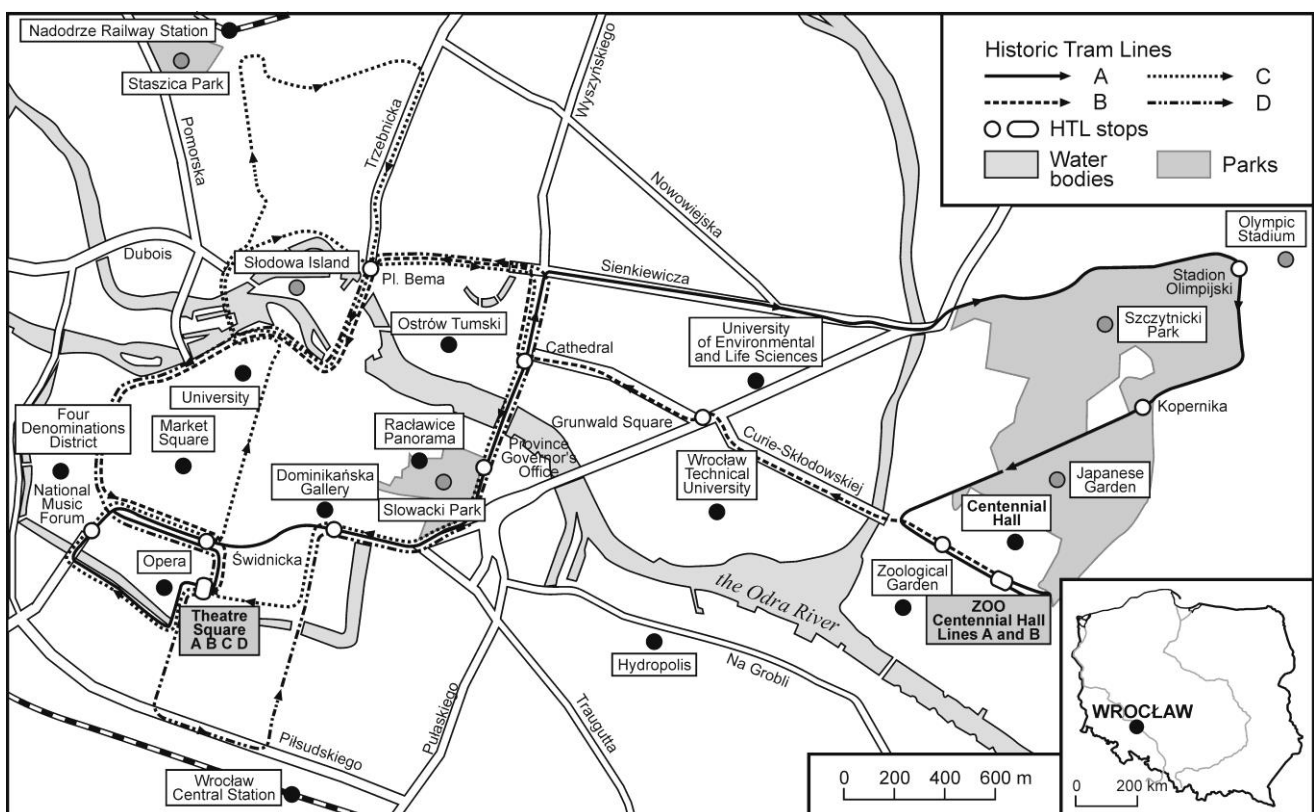 Nadodrze Railway Station
Staszica Park
Pomorska
Trzebnicka
Wyszyńskiego
Nowowiejska
Historic Tram Lines
A
C
B
D
HTL stops
Water
bodies
Parks
Olympic
Stadium
Dubois
Słodowa Island
Pl. Bema
Sienkiewicza
Stadion
Olimpijski
Szczytnicki
Park
Ostrów Tumski
University
of Environmental
and Life Sciences
Cathedral
Kopernika
University
Four
Denominations
District
Market
Square
Racławice
Panorama
Grunwald Square
Curie-Skłodowskiej
Province
Governor's
Office
Wrocław
Technical
University
Japanese
Garden
National
Music
Forum
Dominikańska
Gallery
Slowacki Park
Centennial
Hall
Opera
Świdnicka
Zoological
Garden
the Odra River
Theatre
Square
A B C D
ZOO
Centennial Hall
Lines A and B
Hydropolis
Na Grobli
Traugutta
Pułaskiego
Piłsudskiego
Wrocław
Central Station
0 200 400 600 m
WROCŁAW
0 200 km